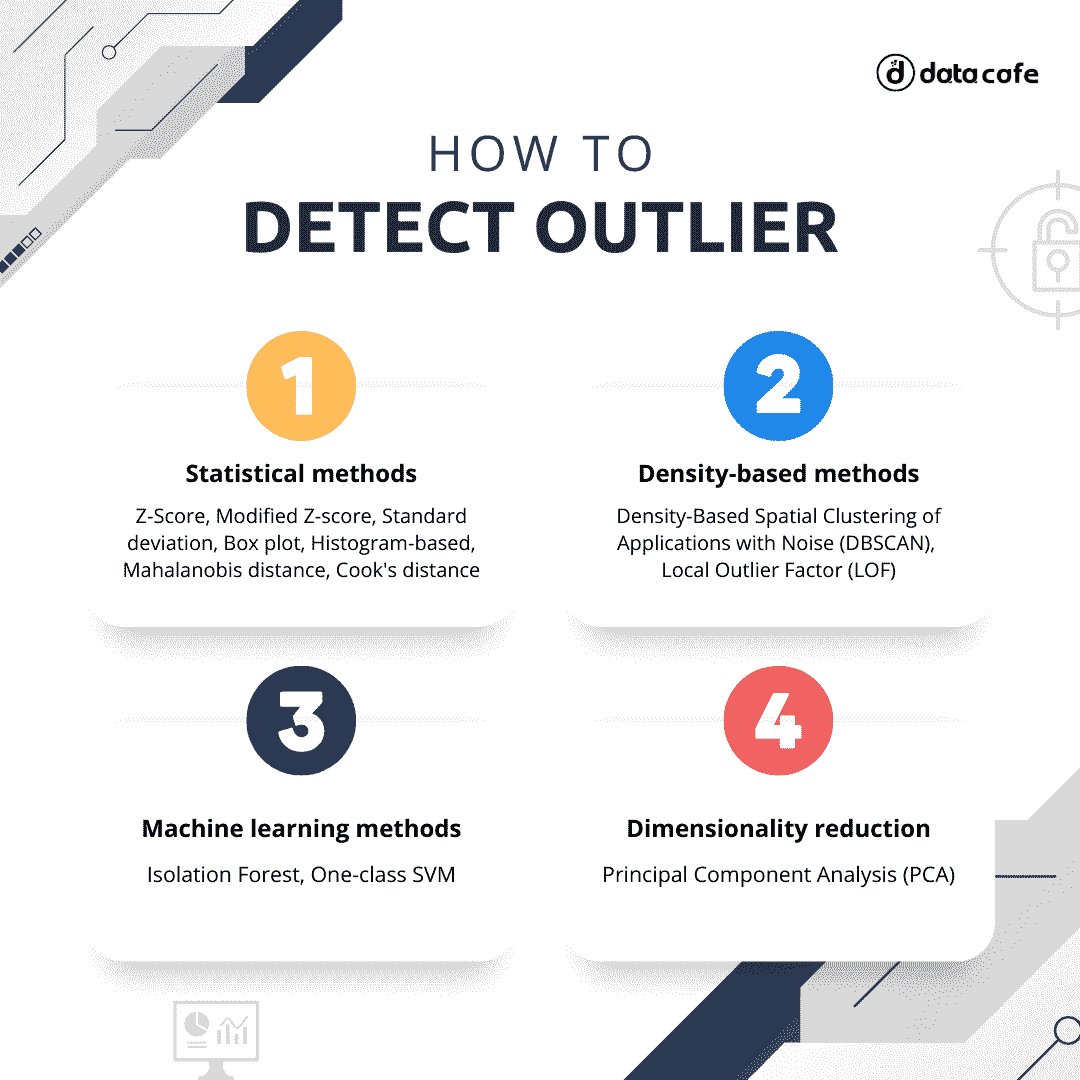 data cafe
HOW TO
DETECT OUTLIER
1
Statistical methods
Z-Score, Modified Z-score, Standard
deviation, Box plot, Histogram-based,
Mahalanobis distance, Cook's distance
2
Density-based methods
Density-Based Spatial Clustering of
Applications with Noise (DBSCAN),
Local Outlier Factor (LOF)
3
Machine learning methods
Isolation Forest, One-class SVM
4
Dimensionality reduction
Principal Component Analysis (PCA)